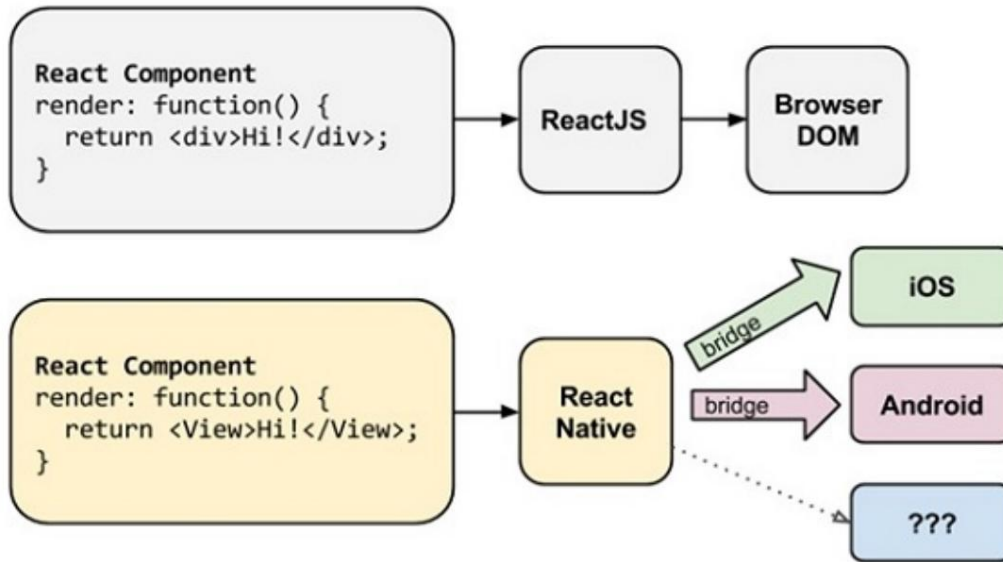 React Component
render: function() {
  return <div>Hi!</div>;
}
ReactJS
Browser
DOM
React Component
render: function() {
  return <View>Hi!</View>;
}
React
Native
bridge
iOS
bridge
Android
???